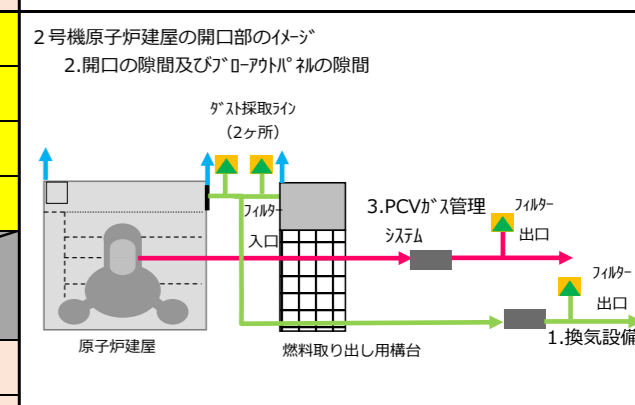 2号機原子炉建屋の開口部のイメージ
2.開口の隙間及びブローアウトパネルの隙間
ダスト採取ライン
（2ヶ所）
フィルター
入口
3.PCVガス管理
システム
フィルター
出口
フィルター
出口
1.換気設備
原子炉建屋
燃料取り出し用構台